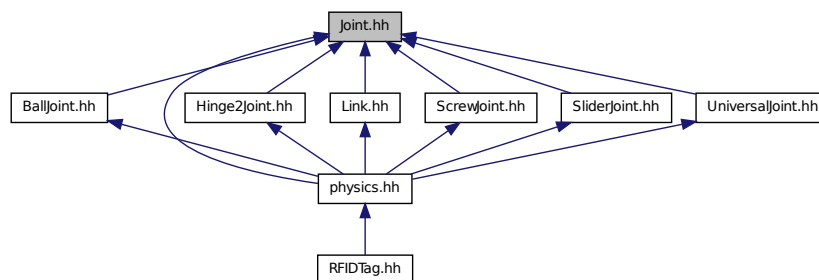 Joint.hh
BallJoint.hh
Hinge2Joint.hh
Link.hh
ScrewJoint.hh
SliderJoint.hh
UniversalJoint.hh
physics.hh
RFIDTag.hh